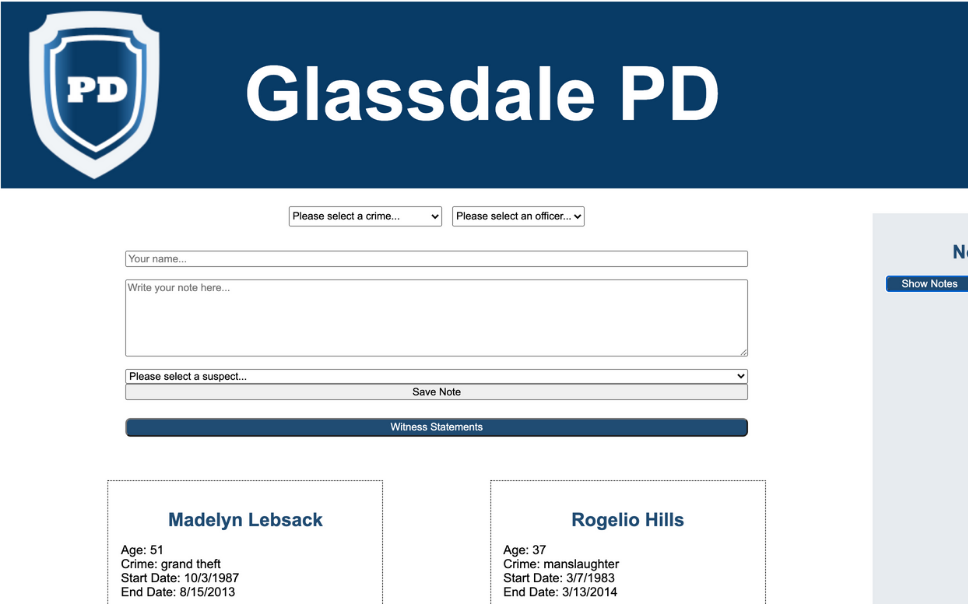 PD
Glassdale PD
Please select a crime...
Please select an officer...
Your name...
Write your note here...
Please select a suspect...
Save Note
Witness Statements
Show Notes
Madelyn Lebsack
Age: 51
Crime: grand theft
Start Date: 10/3/1987
End Date: 8/15/2013
Rogelio Hills
Age: 37
Crime: manslaughter
Start Date: 3/7/1983
End Date: 3/13/2014